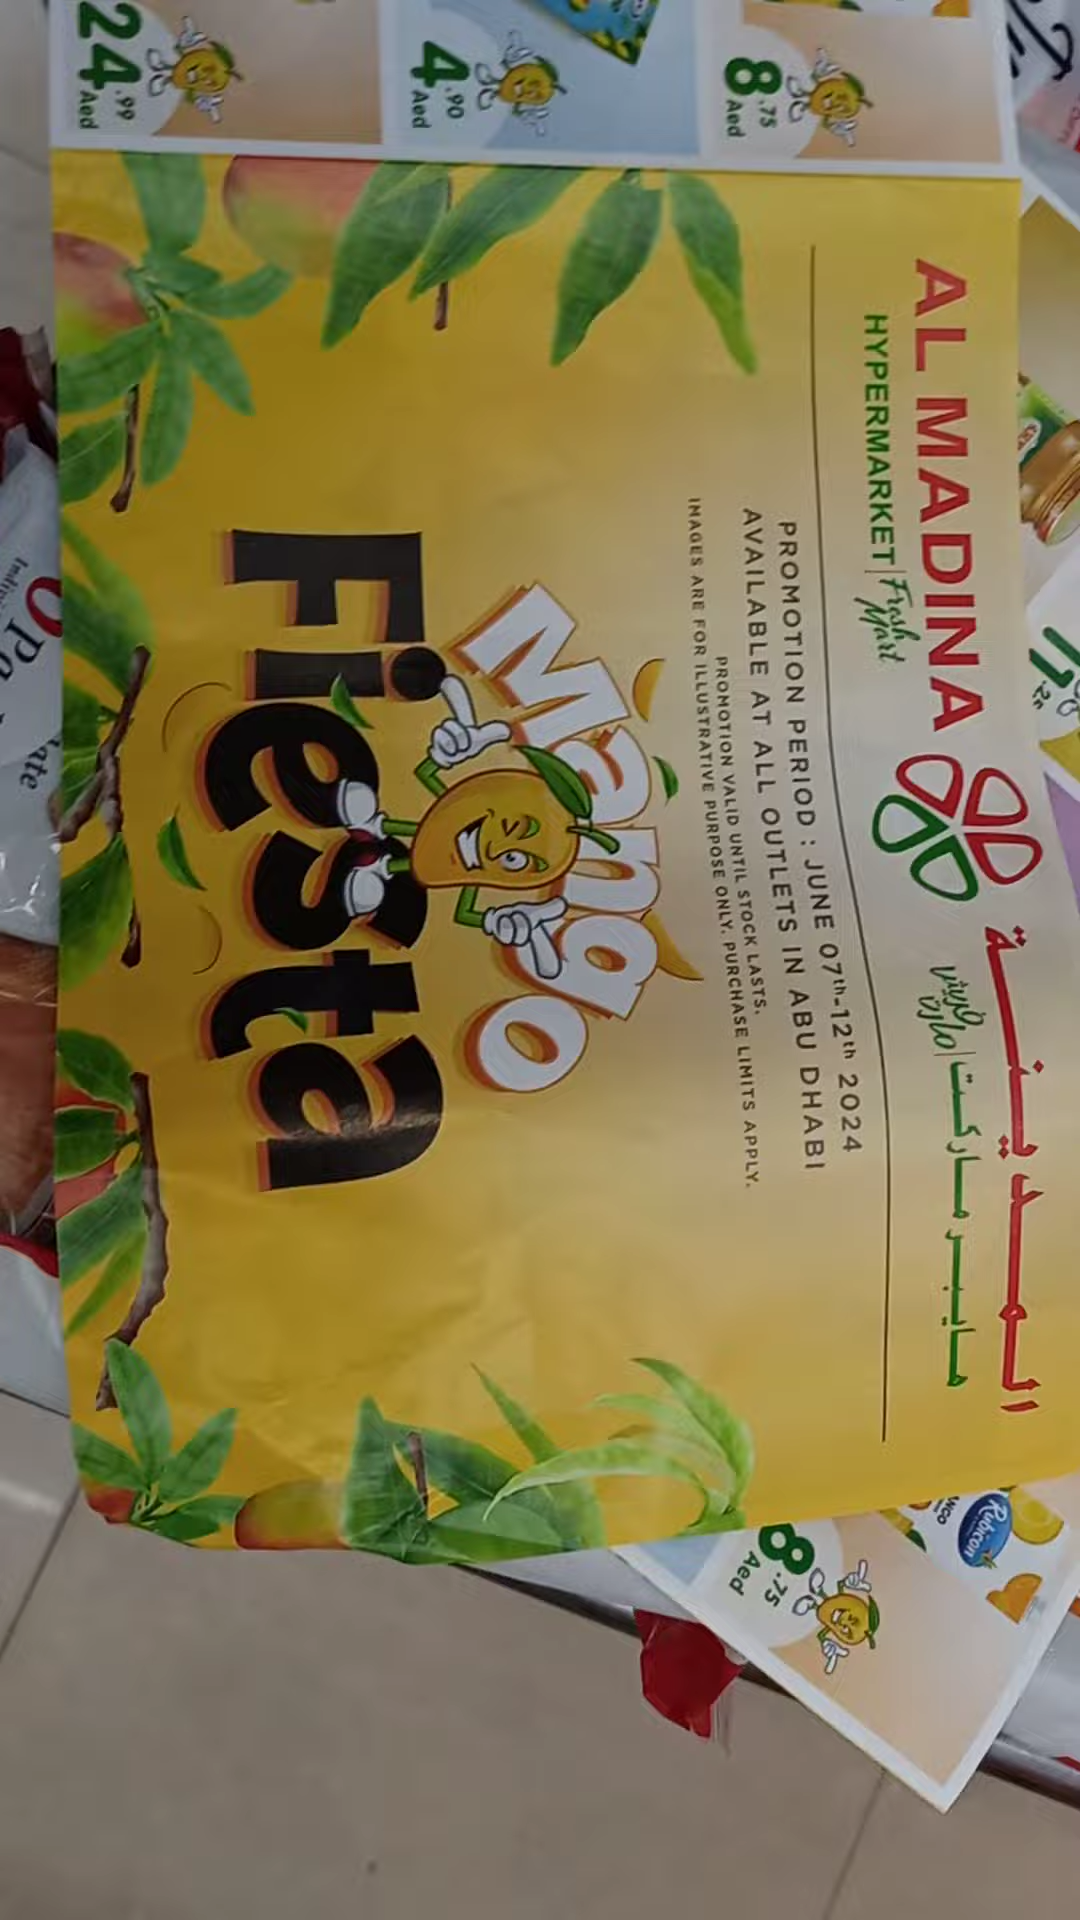 AL MADINA
HYPERMARKET | Fresh Mart
المدينة
هايبر ماركت | فريش مارت
PROMOTION PERIOD : JUNE 07th-12th 2024
AVAILABLE AT ALL OUTLETS IN ABU DHABI
PROMOTION VALID UNTIL STOCK LASTS.
IMAGES ARE FOR ILLUSTRATIVE PURPOSE ONLY. PURCHASE LIMITS APPLY.
Mango
Fiesta
8.75
Aed
4.90
Aed
24.99
Aed
Rubicon
8.75
Aed